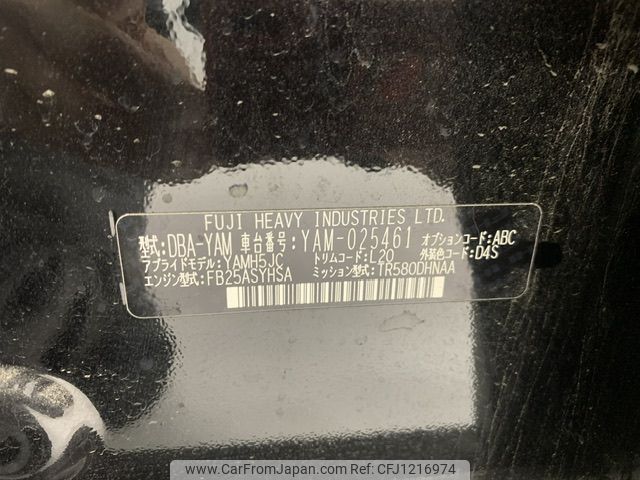 FUJI HEAVY INDUSTRIES LTD.
型式:DBA-YAM 車台番号:YAM-025461 オプションコード:ABC
アプライドモデル:YAMH5JC トリムコード:L20 外装色コード:D4S
エンジン型式:FB25ASYHSA ミッション型式:TR580DHNAA
www.CarFromJapan.com | CFJ1216974